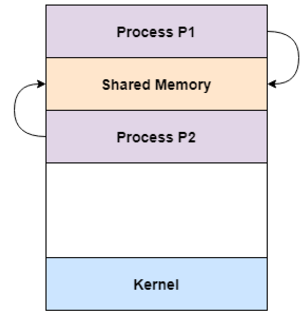 Process P1
Shared Memory
Process P2
Kernel